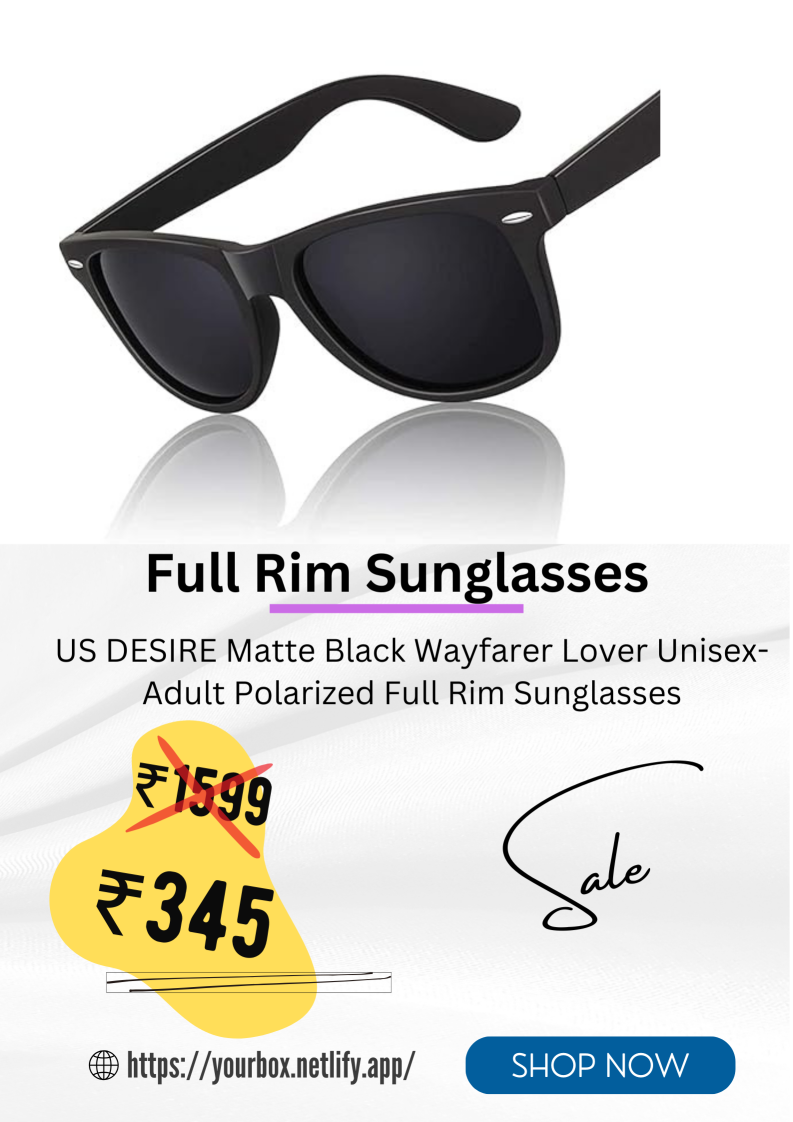 Full Rim Sunglasses
US DESIRE Matte Black Wayfarer Lover Unisex-
Adult Polarized Full Rim Sunglasses
₹1599
₹345
Sale
https://yourbox.netlify.app/
SHOP NOW